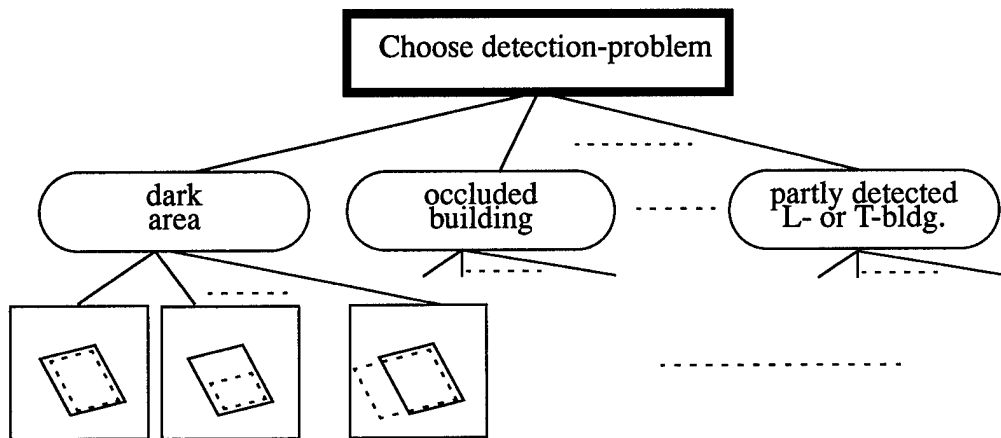 Choose detection-problem
dark
area
occluded
building
partly detected
L- or T-bldg.